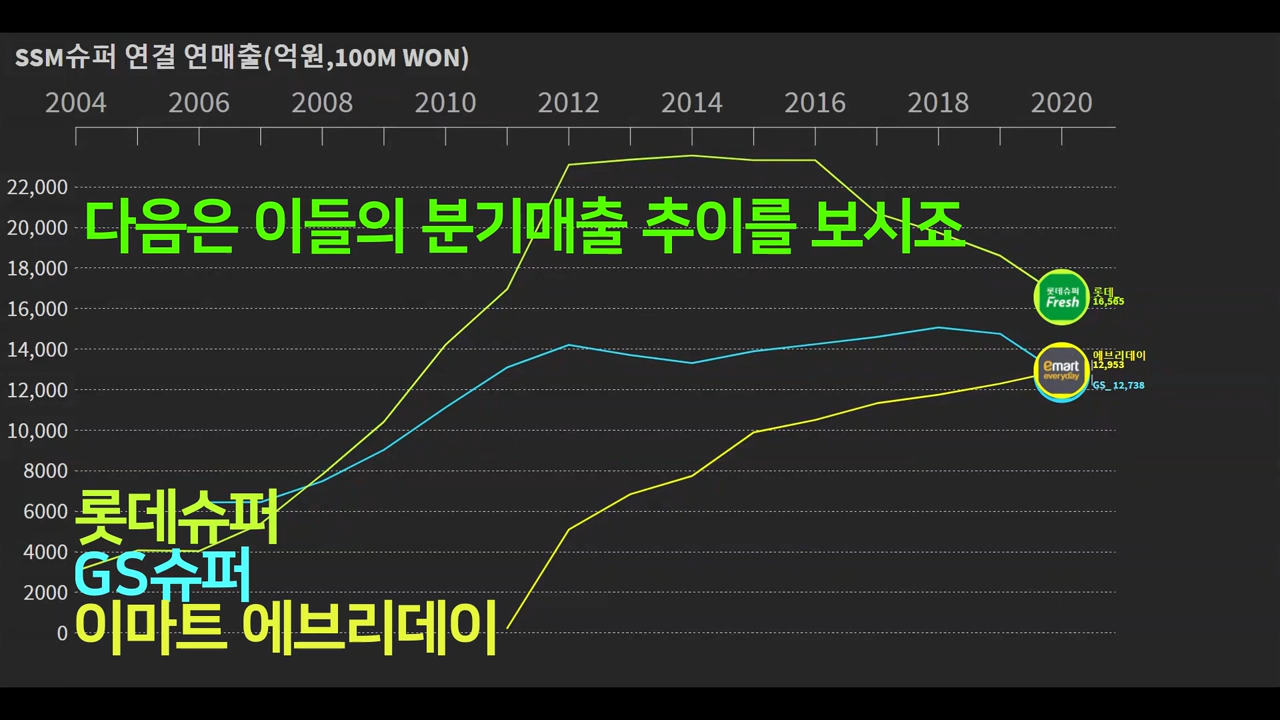 SSM슈퍼 연결 연매출(억원,100M WON)
2004 2006 2008 2010 2012 2014 2016 2018 2020
22,000
20,000
다음은 이들의 분기매출 추이를 보시죠
18,000
16,000
롯데슈퍼
Fresh
롯데_
16,565
14,000
에브리데이
12,953
emart
everyday
GS_ 12,738
12,000
10,000
8000
6000
롯데슈퍼
4000
GS슈퍼
2000
이마트 에브리데이
0